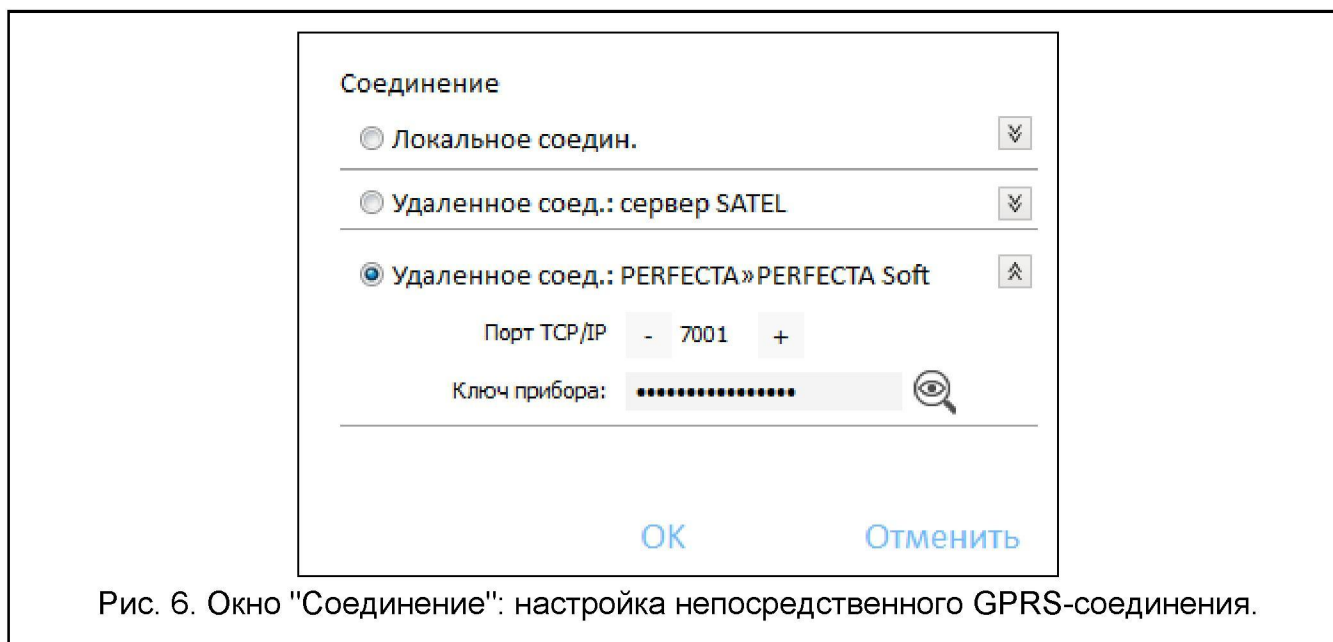 Соединение
Локальное соедин.
Удаленное соед.: сервер SATEL
Удаленное соед.: PERFECTA»PERFECTA Soft
Порт TCP/IP - 7001 +
Ключ прибора: ••••••••••••••••
OK Отменить
Рис. 6. Окно "Соединение": настройка непосредственного GPRS-соединения.